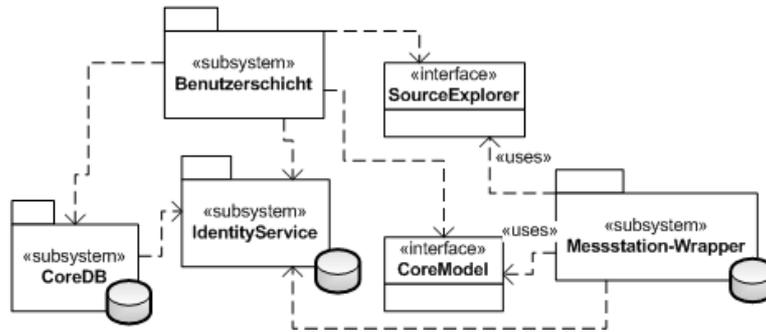 «subsystem»
Benutzerschicht
«interface»
SourceExplorer
«uses»
«subsystem»
IdentityService
«subsystem»
CoreDB
«uses»
«interface»
CoreModel
«subsystem»
Messstation-Wrapper